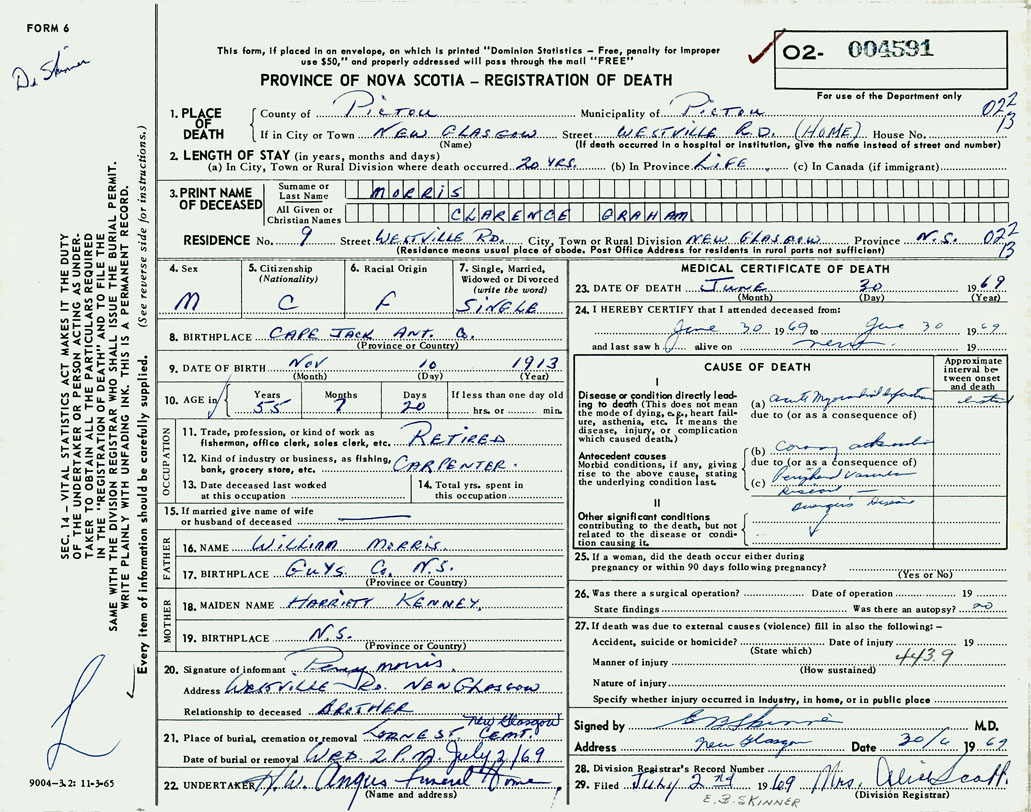 FORM 6
Dr Skinner
This form, if placed in an envelope, on which is printed "Dominion Statistics – Free, penalty for improper
use $50," and properly addressed will pass through the mail "FREE"
PROVINCE OF NOVA SCOTIA – REGISTRATION OF DEATH
O2- 004591
For use of the Department only
1. PLACE OF DEATH
County of PICTOU Municipality of PICTOU 022 13
If in City or Town NEW GLASGOW Street WESTVILLE RD. (HOME) House No.
(Name) (If death occurred in a hospital or institution, give the name instead of street and number)
2. LENGTH OF STAY (in years, months and days)
(a) In City, Town or Rural Division where death occurred 20 YRS. (b) In Province LIFE (c) In Canada (if immigrant)
3. PRINT NAME OF DECEASED
Surname or Last Name MORRIS
All Given or Christian Names CLARENCE GRAHAM
RESIDENCE No. 9 Street WESTVILLE RD. City, Town or Rural Division NEW GLASGOW Province N.S. 022 13
(Residence means usual place of abode. Post Office Address for residents in rural parts not sufficient)
4. Sex
M
5. Citizenship
(Nationality)
C
6. Racial Origin
F
7. Single, Married,
Widowed or Divorced
(write the word)
SINGLE
8. BIRTHPLACE CAPE JACK ANT. Co.
(Province or Country)
9. DATE OF BIRTH NOV 10 1913
(Month) (Day) (Year)
10. AGE in
Years 55
Months 7
Days 20
If less than one day old
hrs. or min.
OCCUPATION
11. Trade, profession, or kind of work as
fisherman, office clerk, sales clerk, etc. RETIRED
12. Kind of industry or business, as fishing,
bank, grocery store, etc. CARPENTER.
13. Date deceased last worked
at this occupation
14. Total yrs. spent in
this occupation
15. If married give name of wife
or husband of deceased
FATHER
16. NAME WILLIAM MORRIS.
17. BIRTHPLACE GUYS. Co. N.S.
(Province or Country)
MOTHER
18. MAIDEN NAME HARRIETT KENNEY.
19. BIRTHPLACE N.S.
(Province or Country)
20. Signature of informant Morris.
Address WESTVILLE RD. NEW GLASGOW
Relationship to deceased BROTHER
New Glasgow
21. Place of burial, cremation or removal CEMT.
Date of burial or removal WED. 2 P.M. July 2/69
22. UNDERTAKER H.W. Angus Funeral Home
(Name and address)
MEDICAL CERTIFICATE OF DEATH
23. DATE OF DEATH JUNE 30 1969
(Month) (Day) (Year)
24. I HEREBY CERTIFY that I attended deceased from:
June 30 1969 to June 30 1969
and last saw h alive on 19
CAUSE OF DEATH
Approximate
interval be-
tween onset
and death
I
Disease or condition directly lead-
ing to death (This does not mean
the mode of dying, e.g., heart fail-
ure, asthenia, etc. It means the
disease, injury, or complication
which caused death.)
(a) Acute Myocardial Infarction
due to (or as a consequence of)
Antecedent causes
Morbid conditions, if any, giving
rise to the above cause, stating
the underlying condition last.
(b) Coronary
due to (or as a consequence of)
(c) Peripheral Vascular
Disease –
Buerger's Disease
II
Other significant conditions
contributing to the death, but not
related to the disease or condi-
tion causing it.
25. If a woman, did the death occur either during
pregnancy or within 90 days following pregnancy?
(Yes or No)
26. Was there a surgical operation? Date of operation 19
State findings Was there an autopsy? no
27. If death was due to external causes (violence) fill in also the following: –
Accident, suicide or homicide? Date of injury 19
(State which)
Manner of injury 443.9
(How sustained)
Nature of injury
Specify whether injury occurred in industry, in home, or in public place
Signed by E B Skinner M.D.
Address New Glasgow Date 30/6 1969
28. Division Registrar's Record Number
29. Filed July 2nd 1969 Mrs. Alice Scott.
(Division Registrar)
E.B. SKINNER
SEC. 14 – VITAL STATISTICS ACT MAKES IT THE DUTY
OF THE UNDERTAKER OR PERSON ACTING AS UNDER-
TAKER TO OBTAIN ALL THE PARTICULARS REQUIRED
IN THE "REGISTRATION OF DEATH" AND TO FILE THE
SAME WITH THE DIVISION REGISTRAR WHO SHALL ISSUE THE BURIAL PERMIT.
WRITE PLAINLY WITH UNFADING INK. THIS IS A PERMANENT RECORD.
Every item of information should be carefully supplied. (See reverse side for instructions.)
9004-3.2: 11-3-65